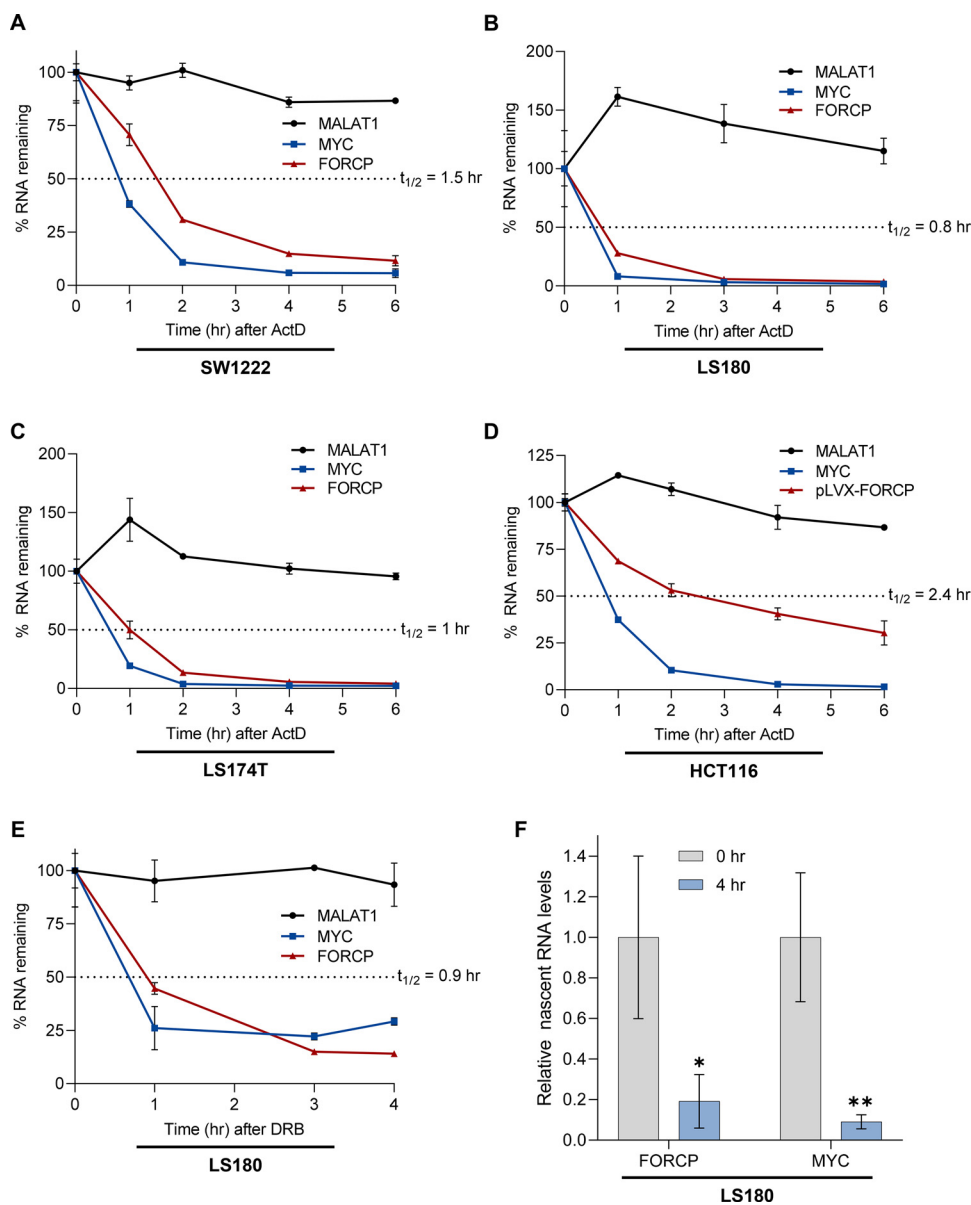 A
% RNA remaining
100
75
50
25
0
MALAT1
MYC
FORCP
t1/2 = 1.5 hr
0 1 2 3 4 5 6
Time (hr) after ActD
SW1222
B
% RNA remaining
200
150
100
50
0
MALAT1
MYC
FORCP
t1/2 = 0.8 hr
0 1 2 3 4 5 6
Time (hr) after ActD
LS180
C
% RNA remaining
200
150
100
50
0
MALAT1
MYC
FORCP
t1/2 = 1 hr
0 1 2 3 4 5 6
Time (hr) after ActD
LS174T
D
% RNA remaining
125
100
75
50
25
0
MALAT1
MYC
pLVX-FORCP
t1/2 = 2.4 hr
0 1 2 3 4 5 6
Time (hr) after ActD
HCT116
E
% RNA remaining
100
75
50
25
0
MALAT1
MYC
FORCP
t1/2 = 0.9 hr
0 1 2 3 4
Time (hr) after DRB
LS180
F
Relative nascent RNA levels
1.4
1.2
1.0
0.8
0.6
0.4
0.2
0.0
0 hr
4 hr
*
**
FORCP MYC
LS180